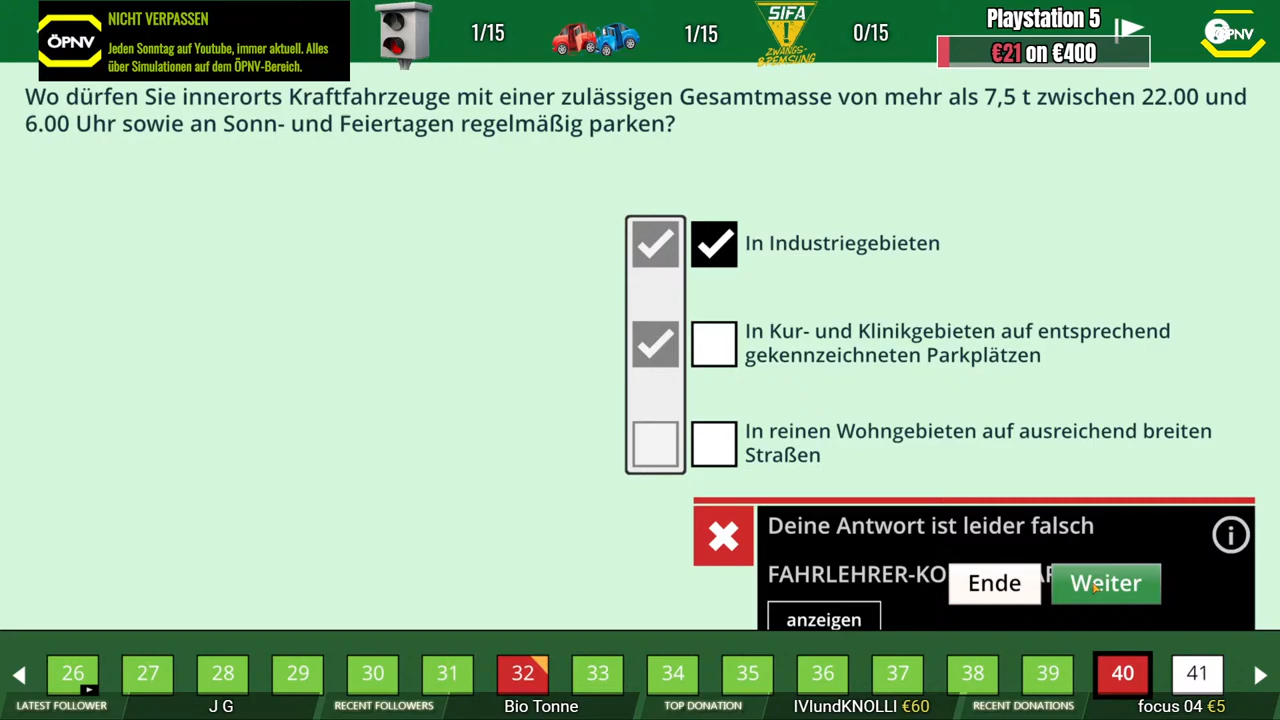 NICHT VERPASSEN
ÖPNV
Jeden Sonntag auf Youtube, immer aktuell. Alles
über Simulationen auf dem ÖPNV-Bereich.
1/15
1/15
SIFA
ZWANGS-
BREMSUNG
0/15
Playstation 5
€21 on €400
ÖPNV
Wo dürfen Sie innerorts Kraftfahrzeuge mit einer zulässigen Gesamtmasse von mehr als 7,5 t zwischen 22.00 und
6.00 Uhr sowie an Sonn- und Feiertagen regelmäßig parken?
In Industriegebieten
In Kur- und Klinikgebieten auf entsprechend
gekennzeichneten Parkplätzen
In reinen Wohngebieten auf ausreichend breiten
Straßen
Deine Antwort ist leider falsch
FAHRLEHRER-KO
Ende
Weiter
anzeigen
26 27 28 29 30 31 32 33 34 35 36 37 38 39 40 41
LATEST FOLLOWER J G RECENT FOLLOWERS Bio Tonne TOP DONATION IVIundKNOLLI €60 RECENT DONATIONS focus 04 €5